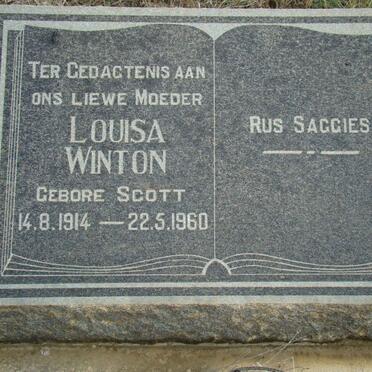 TER GEDAGTENIS AAN
ONS LIEWE MOEDER
LOUISA
WINTON
GEBORE SCOTT
14.8.1914 — 22.5.1960
RUS SAGGIES